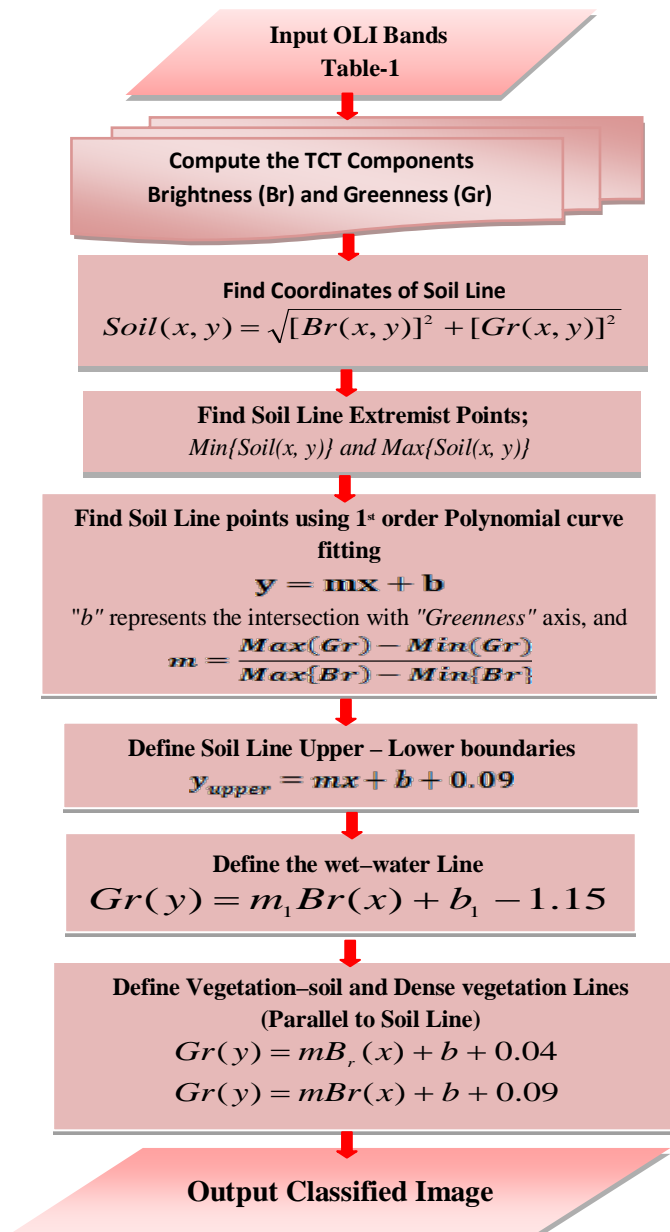 Input OLI Bands
Table-1
Compute the TCT Components
Brightness (Br) and Greenness (Gr)
Find Coordinates of Soil Line
Soil(x, y) = √[Br(x, y)]² + [Gr(x, y)]²
Find Soil Line Extremist Points;
Min{Soil(x, y)} and Max{Soil(x, y)}
Find Soil Line points using 1st order Polynomial curve
fitting
y = mx + b
"b" represents the intersection with "Greenness" axis, and
m = Max(Gr) − Min(Gr) / Max{Br) − Min{Br}
Define Soil Line Upper – Lower boundaries
y_upper = mx + b + 0.09
Define the wet–water Line
Gr(y) = m₁Br(x) + b₁ − 1.15
Define Vegetation–soil and Dense vegetation Lines
(Parallel to Soil Line)
Gr(y) = mBᵣ(x) + b + 0.04
Gr(y) = mBr(x) + b + 0.09
Output Classified Image